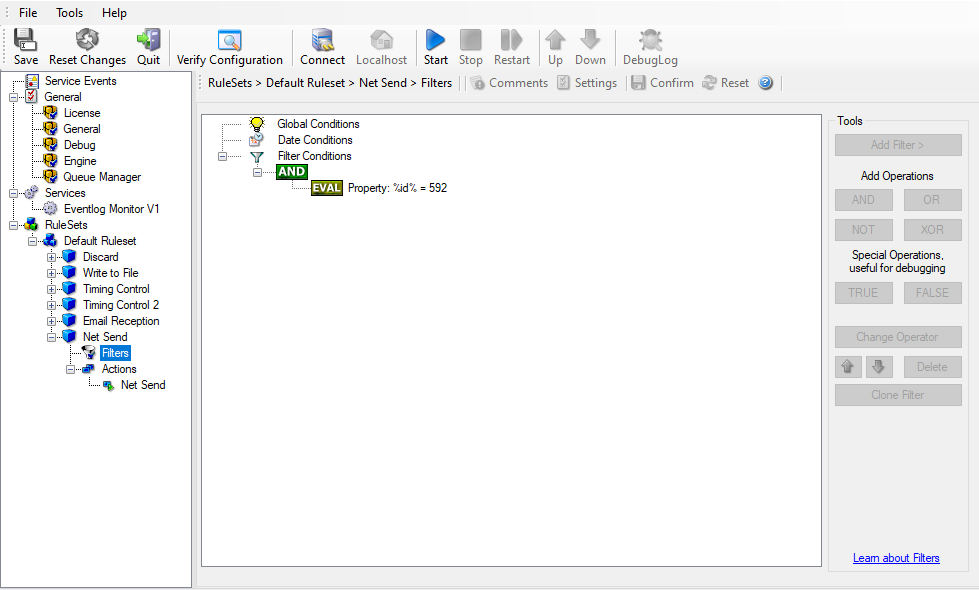 File Tools Help
Save Reset Changes Quit Verify Configuration Connect Localhost Start Stop Restart Up Down DebugLog
Service Events
General
License
General
Debug
Engine
Queue Manager
Services
Eventlog Monitor V1
RuleSets
Default Ruleset
Discard
Write to File
Timing Control
Timing Control 2
Email Reception
Net Send
Filters
Actions
Net Send
RuleSets > Default Ruleset > Net Send > Filters Comments Settings Confirm Reset ?
Global Conditions
Date Conditions
Filter Conditions
AND
EVAL Property: %id% = 592
Tools
Add Filter >
Add Operations
AND OR
NOT XOR
Special Operations,
useful for debugging
TRUE FALSE
Change Operator
Delete
Clone Filter
Learn about Filters